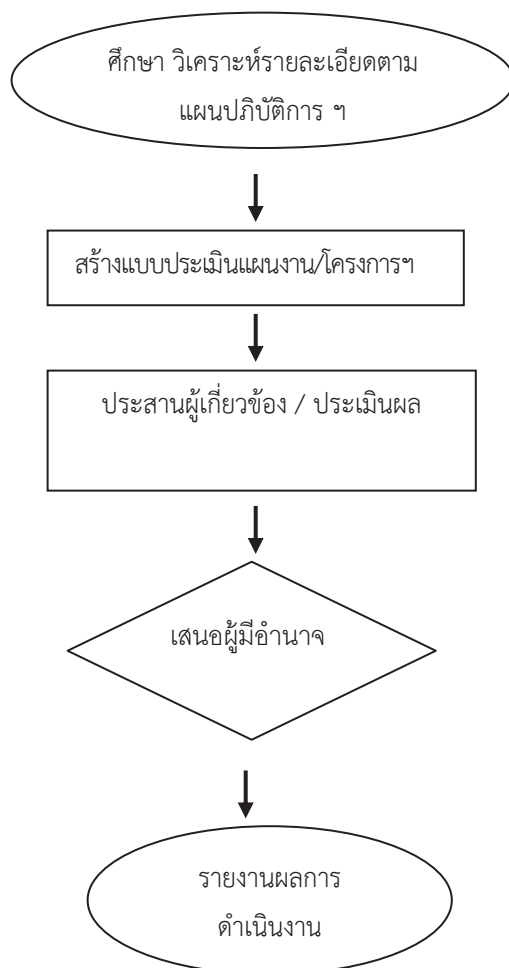 ศึกษา วิเคราะห์รายละเอียดตาม
แผนปฏิบัติการ ฯ
สร้างแบบประเมินแผนงาน/โครงการฯ
ประสานผู้เกี่ยวข้อง / ประเมินผล
เสนอผู้มีอำนาจ
รายงานผลการ
ดำเนินงาน